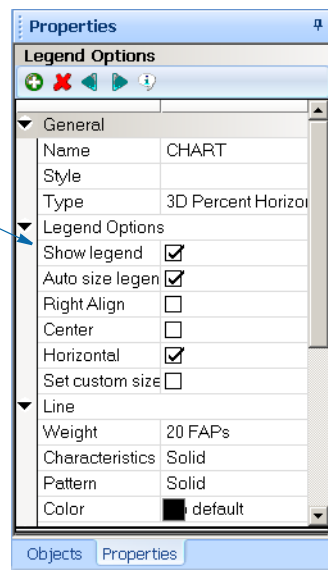 Properties
Legend Options
General
Name CHART
Style
Type 3D Percent Horizon
Legend Options
Show legend
Auto size legen
Right Align
Center
Horizontal
Set custom size
Line
Weight 20 FAPs
Characteristics Solid
Pattern Solid
Color default
Objects Properties